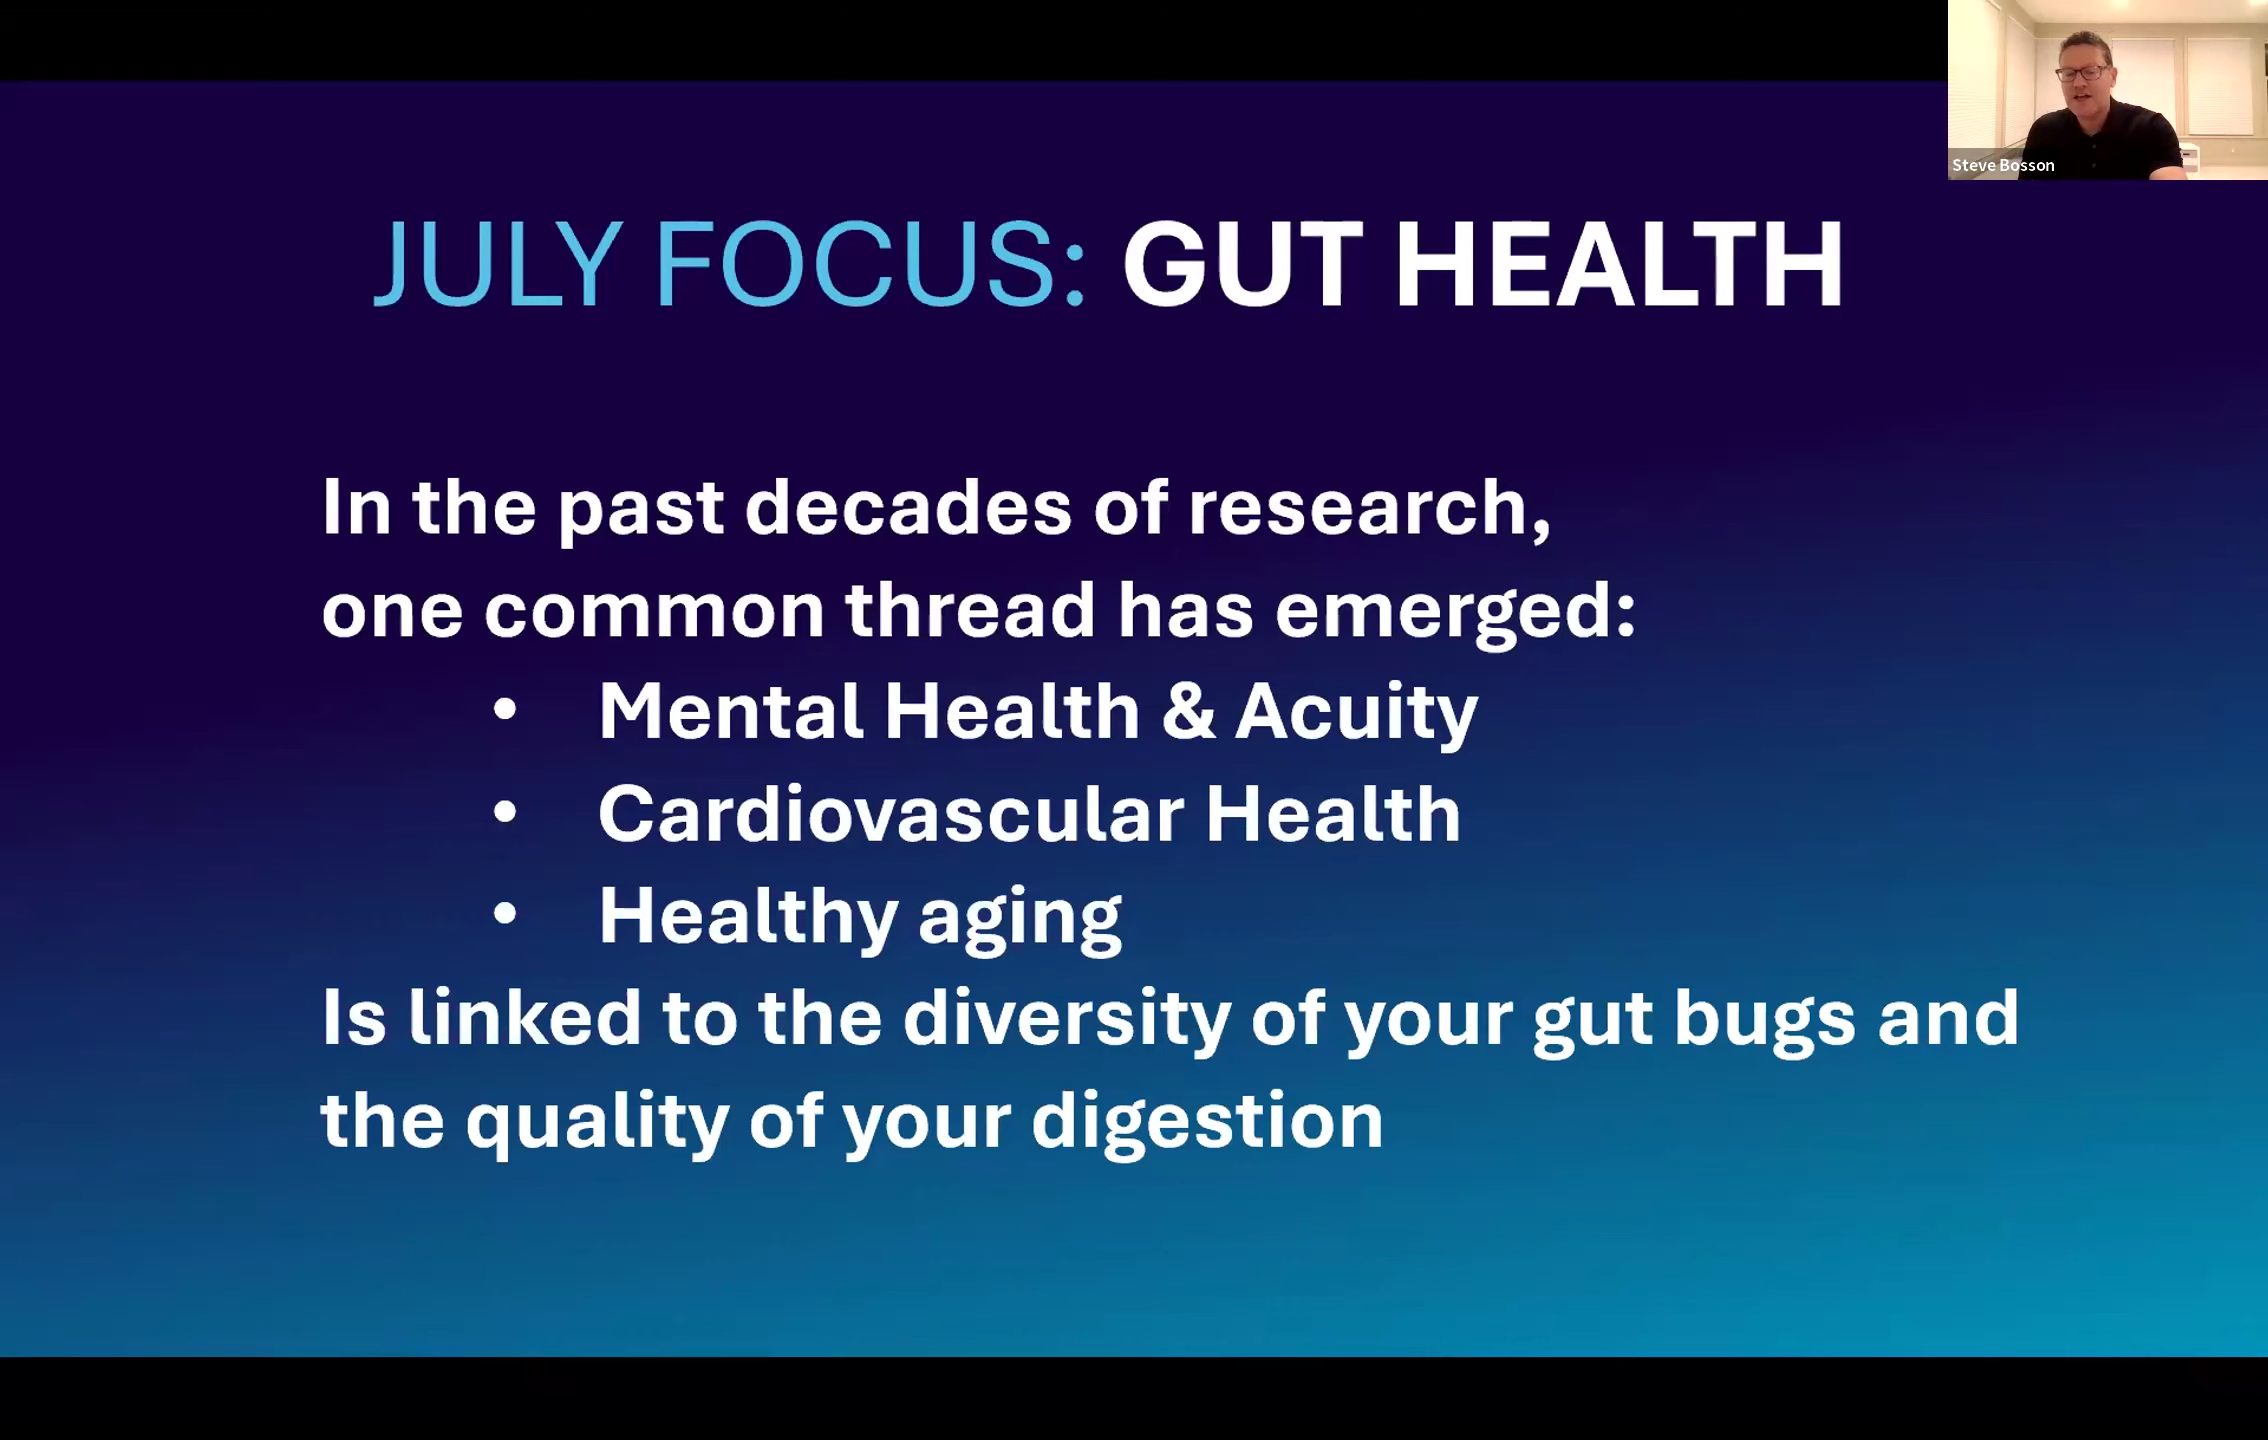 Steve Bosson
JULY FOCUS: GUT HEALTH
In the past decades of research,
one common thread has emerged:
• Mental Health & Acuity
• Cardiovascular Health
• Healthy aging
Is linked to the diversity of your gut bugs and
the quality of your digestion